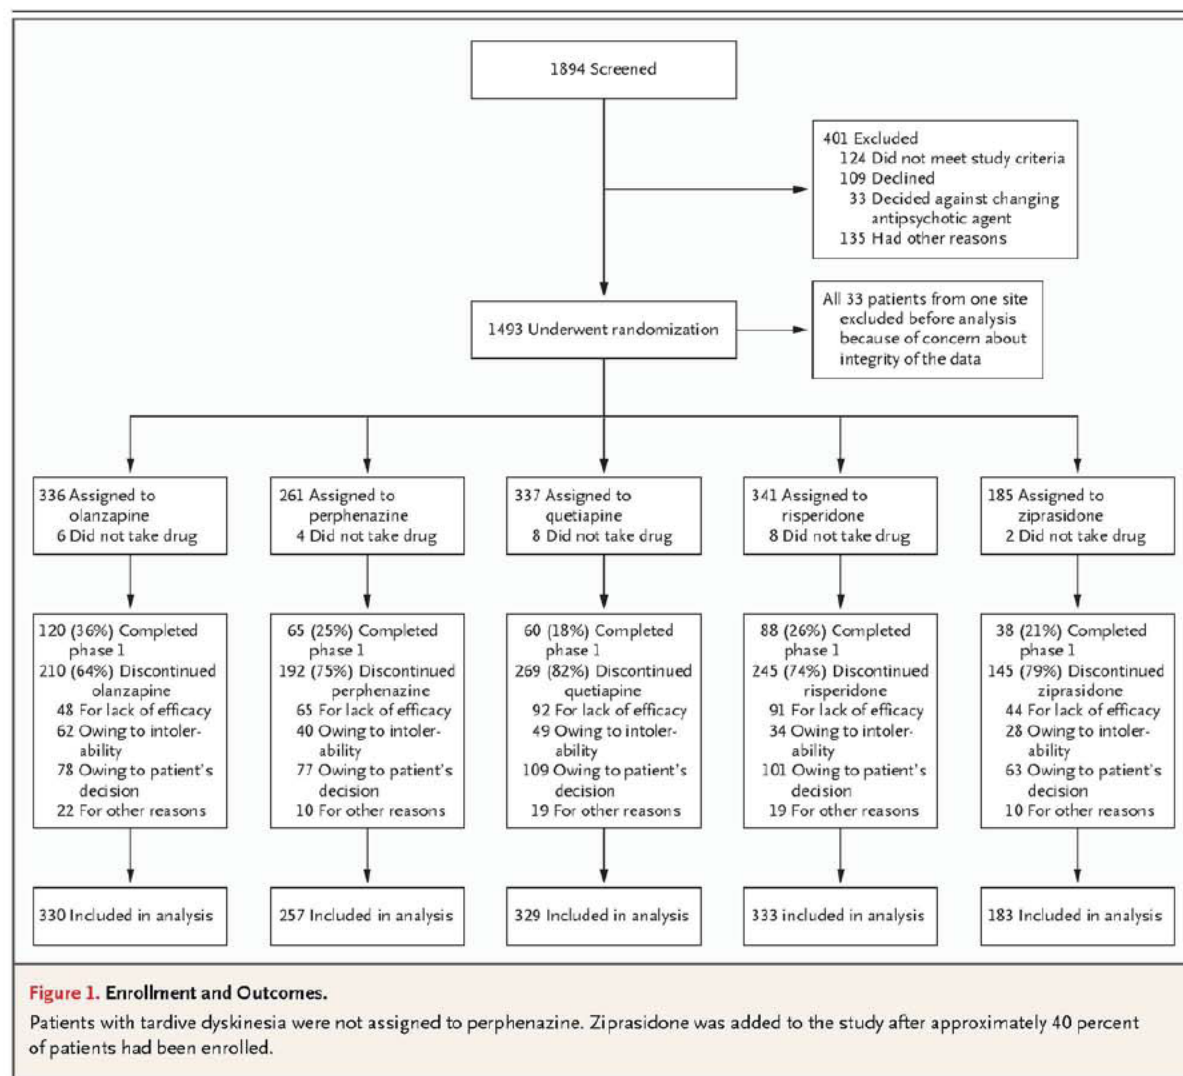 1894 Screened
401 Excluded
124 Did not meet study criteria
109 Declined
33 Decided against changing
antipsychotic agent
135 Had other reasons
1493 Underwent randomization
All 33 patients from one site
excluded before analysis
because of concern about
integrity of the data
336 Assigned to
olanzapine
6 Did not take drug
261 Assigned to
perphenazine
4 Did not take drug
337 Assigned to
quetiapine
8 Did not take drug
341 Assigned to
risperidone
8 Did not take drug
185 Assigned to
ziprasidone
2 Did not take drug
120 (36%) Completed
phase 1
210 (64%) Discontinued
olanzapine
48 For lack of efficacy
62 Owing to intoler-
ability
78 Owing to patient's
decision
22 For other reasons
65 (25%) Completed
phase 1
192 (75%) Discontinued
perphenazine
65 For lack of efficacy
40 Owing to intoler-
ability
77 Owing to patient's
decision
10 For other reasons
60 (18%) Completed
phase 1
269 (82%) Discontinued
quetiapine
92 For lack of efficacy
49 Owing to intoler-
ability
109 Owing to patient's
decision
19 For other reasons
88 (26%) Completed
phase 1
245 (74%) Discontinued
risperidone
91 For lack of efficacy
34 Owing to intoler-
ability
101 Owing to patient's
decision
19 For other reasons
38 (21%) Completed
phase 1
145 (79%) Discontinued
ziprasidone
44 For lack of efficacy
28 Owing to intoler-
ability
63 Owing to patient's
decision
10 For other reasons
330 Included in analysis
257 Included in analysis
329 Included in analysis
333 included in analysis
183 Included in analysis
Figure 1. Enrollment and Outcomes.
Patients with tardive dyskinesia were not assigned to perphenazine. Ziprasidone was added to the study after approximately 40 percent
of patients had been enrolled.